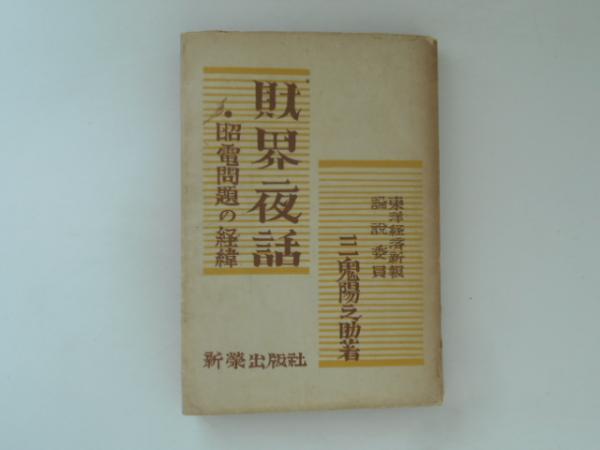 東洋経済新報
論説委員
三鬼陽之助著
財界夜話
・昭電問題の経緯
新榮出版社